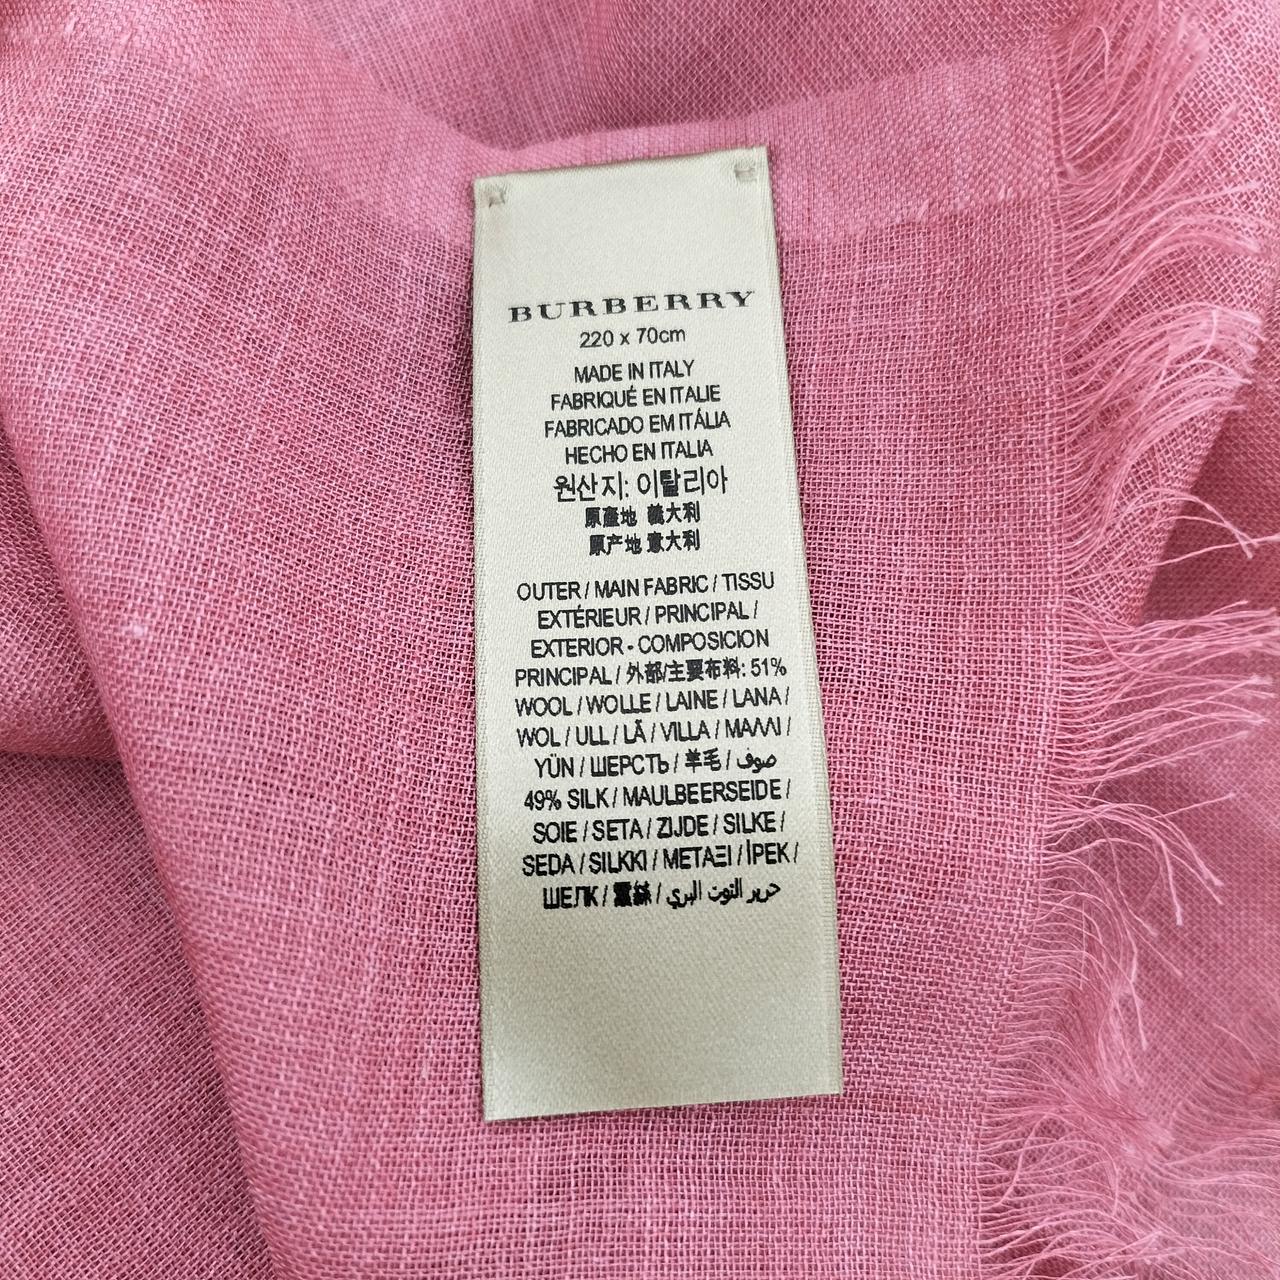 BURBERRY
220 x 70cm
MADE IN ITALY
FABRIQUÉ EN ITALIE
FABRICADO EM ITÁLIA
HECHO EN ITALIA
원산지: 이탈리아
原產地 義大利
原产地 意大利
OUTER / MAIN FABRIC / TISSU
EXTÉRIEUR / PRINCIPAL /
EXTERIOR - COMPOSICION
PRINCIPAL / 外部/主要布料: 51%
WOOL / WOLLE / LAINE / LANA /
WOL / ULL / LÃ / VILLA / ΜΑΛΛΙ /
YÜN / ШЕРСТЬ / 羊毛 / صوف
49% SILK / MAULBEERSEIDE /
SOIE / SETA / ZIJDE / SILKE /
SEDA / SILKKI / ΜΕΤΑΞΙ / İPEK /
ШЕЛК / 蠶絲 / حرير التوت البري